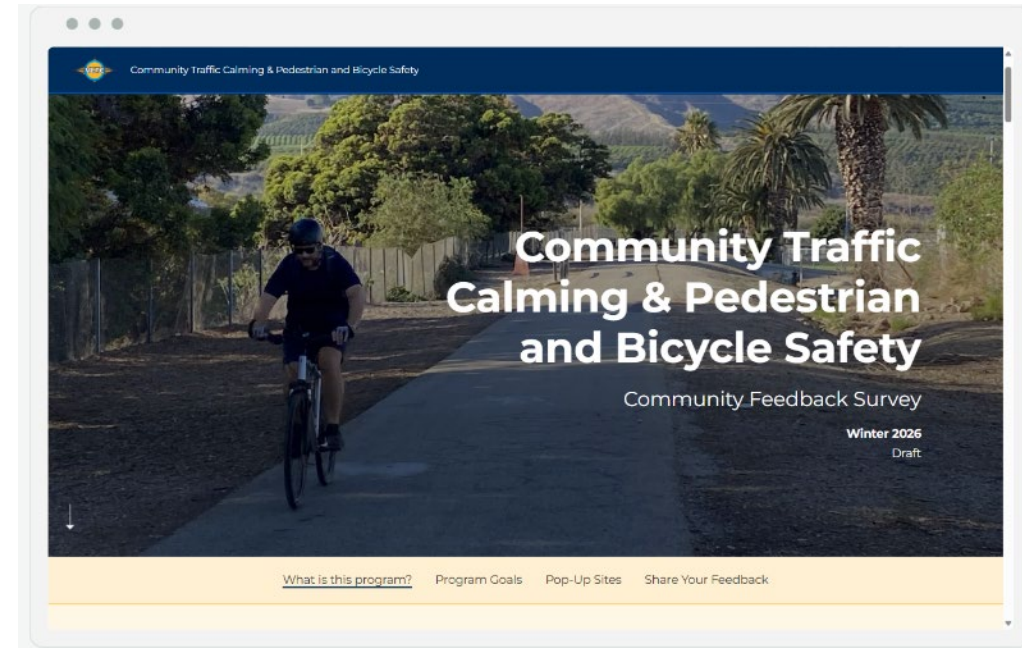 Community Traffic Calming & Pedestrian and Bicycle Safety
Community Traffic
Calming & Pedestrian
and Bicycle Safety
Community Feedback Survey
Winter 2026
Draft
What is this program? Program Goals Pop-Up Sites Share Your Feedback